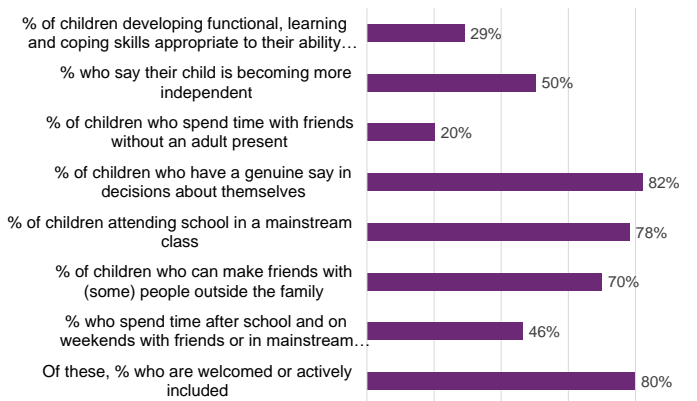 % of children developing functional, learning
and coping skills appropriate to their ability…
29%
% who say their child is becoming more
independent
50%
% of children who spend time with friends
without an adult present
20%
% of children who have a genuine say in
decisions about themselves
82%
% of children attending school in a mainstream
class
78%
% of children who can make friends with
(some) people outside the family
70%
% who spend time after school and on
weekends with friends or in mainstream…
46%
Of these, % who are welcomed or actively
included
80%